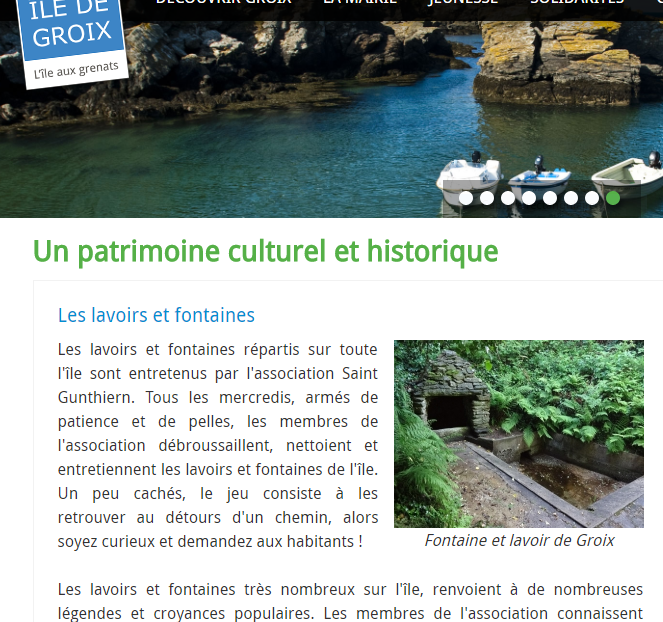 ILE DE
GROIX
L'île aux grenats
DÉCOUVRIR GROIX LA MAIRIE JEUNESSE SOLIDARITÉS
Un patrimoine culturel et historique
Les lavoirs et fontaines
Les lavoirs et fontaines répartis sur toute
l'île sont entretenus par l'association Saint
Gunthiern. Tous les mercredis, armés de
patience et de pelles, les membres de
l'association débroussaillent, nettoient et
entretiennent les lavoirs et fontaines de l'île.
Un peu cachés, le jeu consiste à les
retrouver au détours d'un chemin, alors
soyez curieux et demandez aux habitants !
Fontaine et lavoir de Groix
Les lavoirs et fontaines très nombreux sur l'île, renvoient à de nombreuses
légendes et croyances populaires. Les membres de l'association connaissent